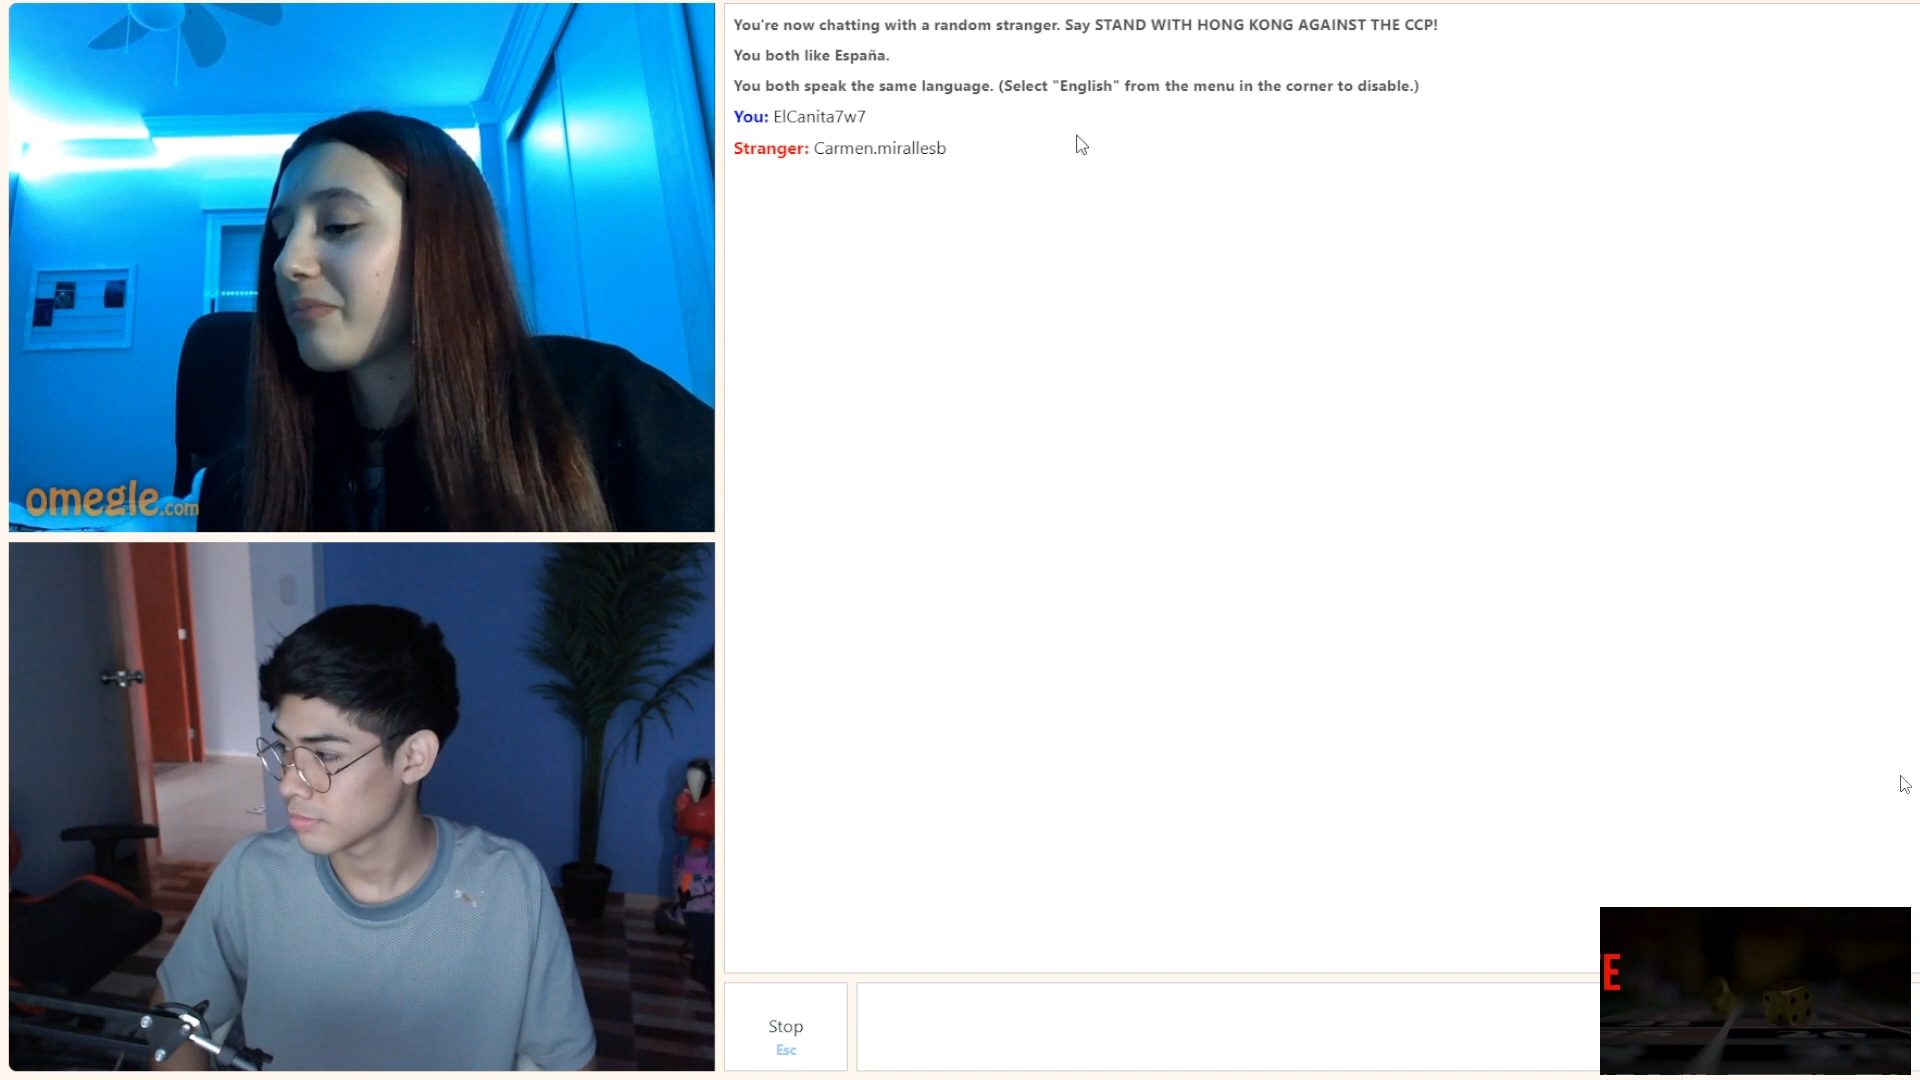 You're now chatting with a random stranger. Say STAND WITH HONG KONG AGAINST THE CCP!
You both like España.
You both speak the same language. (Select "English" from the menu in the corner to disable.)
You: ElCanita7w7
Stranger: Carmen.mirallesb
omegle.com
Stop
Esc
E